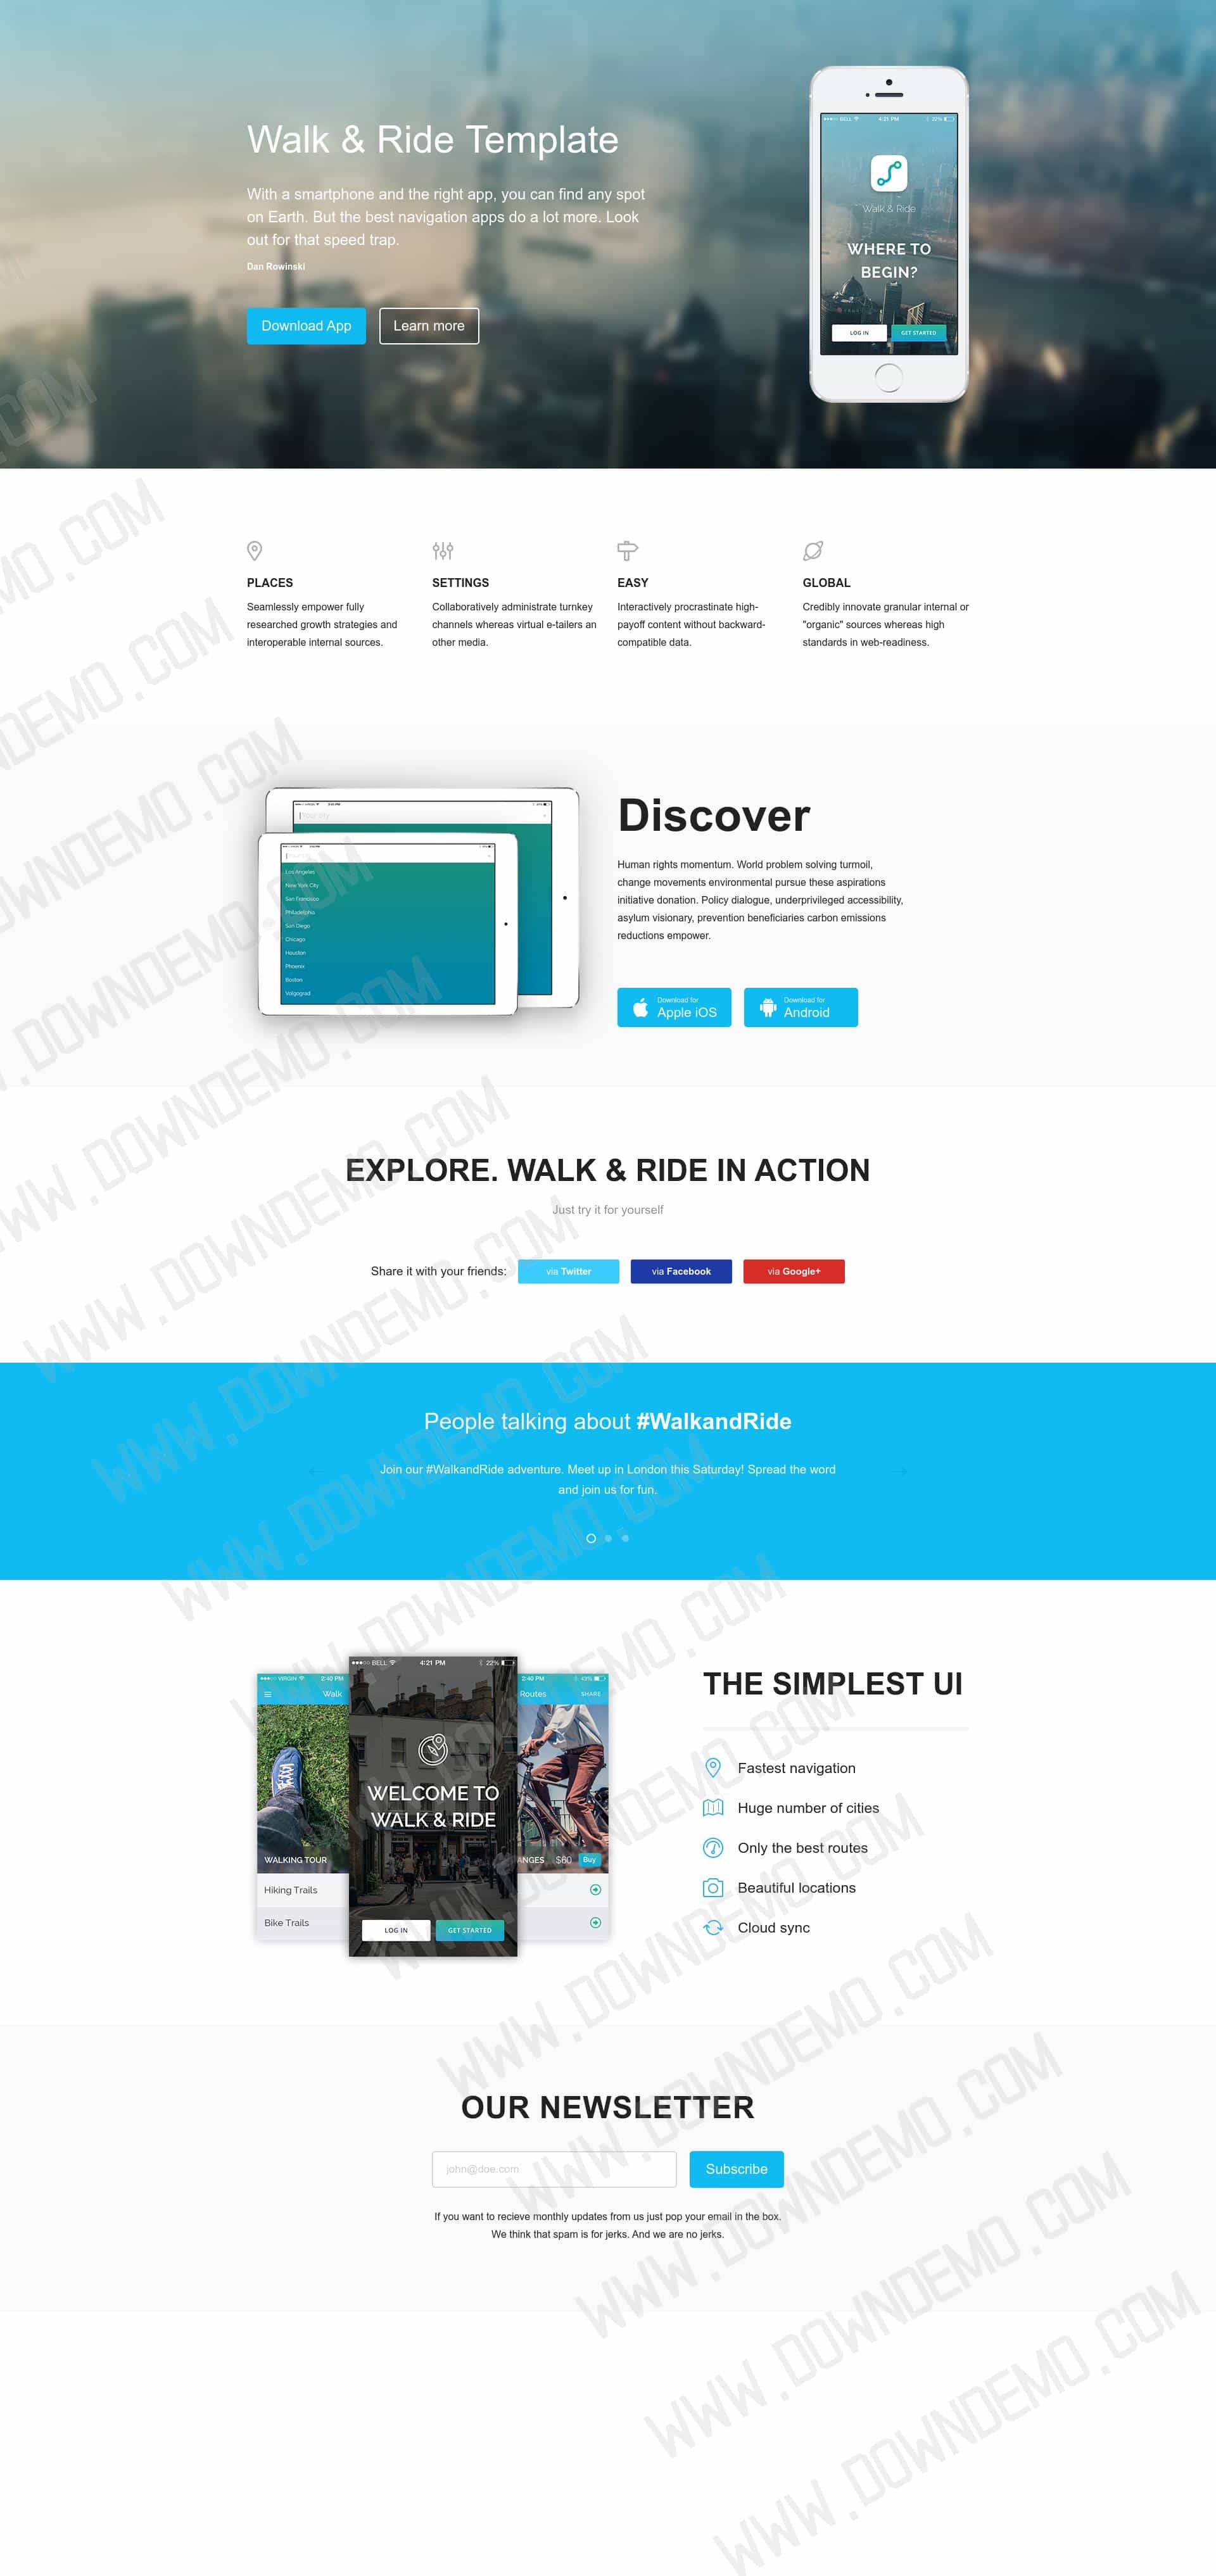 Walk & Ride Template
With a smartphone and the right app, you can find any spot
on Earth. But the best navigation apps do a lot more. Look
out for that speed trap.
Dan Rowinski
Download App
Learn more
BELL
4:21 PM
22%
Walk & Ride
WHERE TO
BEGIN?
LOG IN
GET STARTED
PLACES
Seamlessly empower fully
researched growth strategies and
interoperable internal sources.
SETTINGS
Collaboratively administrate turnkey
channels whereas virtual e-tailers an
other media.
EASY
Interactively procrastinate high-
payoff content without backward-
compatible data.
GLOBAL
Credibly innovate granular internal or
"organic" sources whereas high
standards in web-readiness.
Your city
Your city
Los Angeles
New York City
San Francisco
Philadelphia
San Diego
Chicago
Houston
Phoenix
Boston
Volgograd
Discover
Human rights momentum. World problem solving turmoil,
change movements environmental pursue these aspirations
initiative donation. Policy dialogue, underprivileged accessibility,
asylum visionary, prevention beneficiaries carbon emissions
reductions empower.
Download for
Apple iOS
Download for
Android
EXPLORE. WALK & RIDE IN ACTION
Just try it for yourself
Share it with your friends:
via Twitter
via Facebook
via Google+
People talking about #WalkandRide
Join our #WalkandRide adventure. Meet up in London this Saturday! Spread the word
and join us for fun.
VIRGIN
2:40 PM
Walk
WALKING TOUR
Hiking Trails
Bike Trails
BELL
4:21 PM
22%
WELCOME TO
WALK & RIDE
LOG IN
GET STARTED
2:40 PM
43%
Routes
SHARE
ANGES
$60
Buy
THE SIMPLEST UI
Fastest navigation
Huge number of cities
Only the best routes
Beautiful locations
Cloud sync
OUR NEWSLETTER
john@doe.com
Subscribe
If you want to recieve monthly updates from us just pop your email in the box.
We think that spam is for jerks. And we are no jerks.
WWW.DOWNDEMO.COM